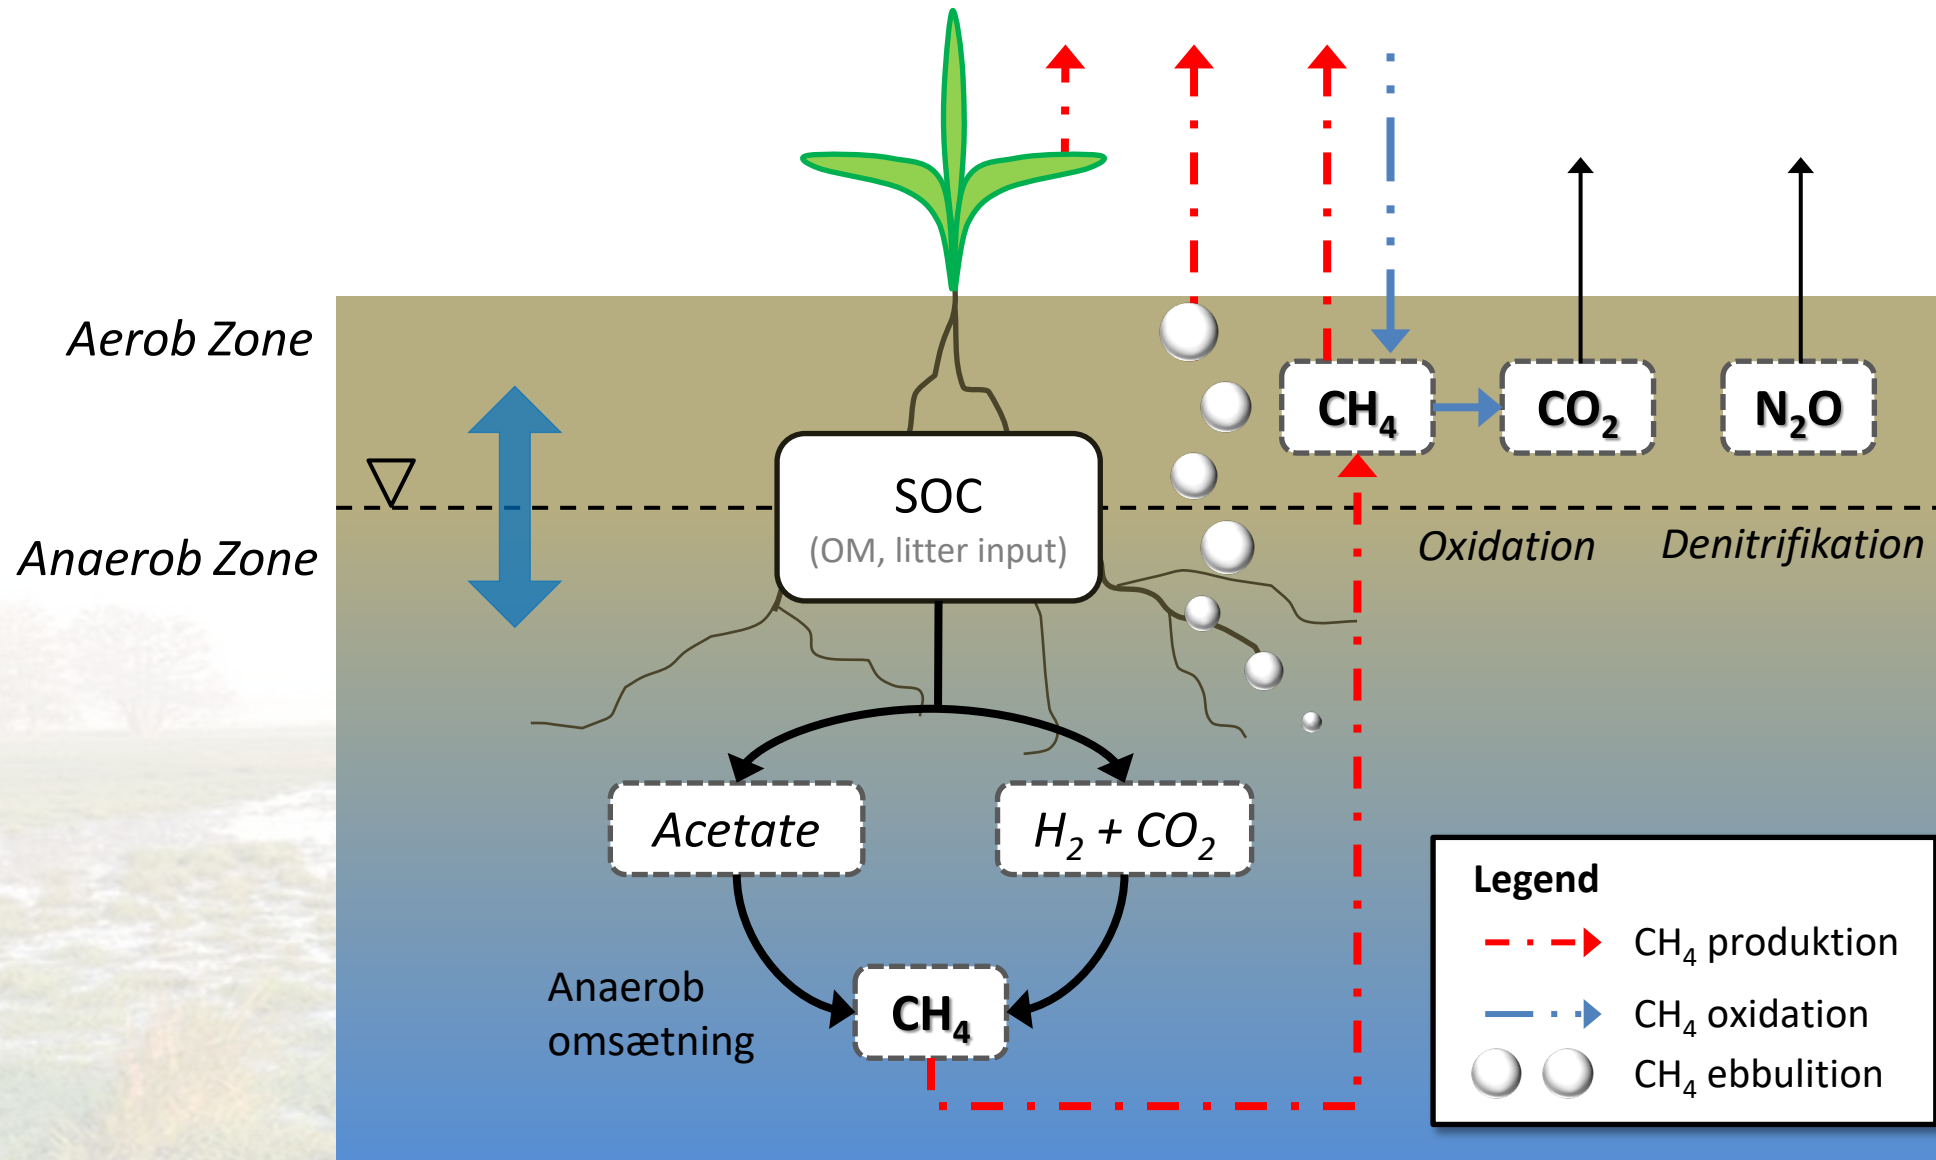 Aerob Zone
CH₄
CO₂
N₂O
SOC
(OM, litter input)
Anaerob Zone
Oxidation
Denitrifikation
Acetate
H₂ + CO₂
Anaerob
omsætning
CH₄
Legend
CH₄ produktion
CH₄ oxidation
CH₄ ebbulition